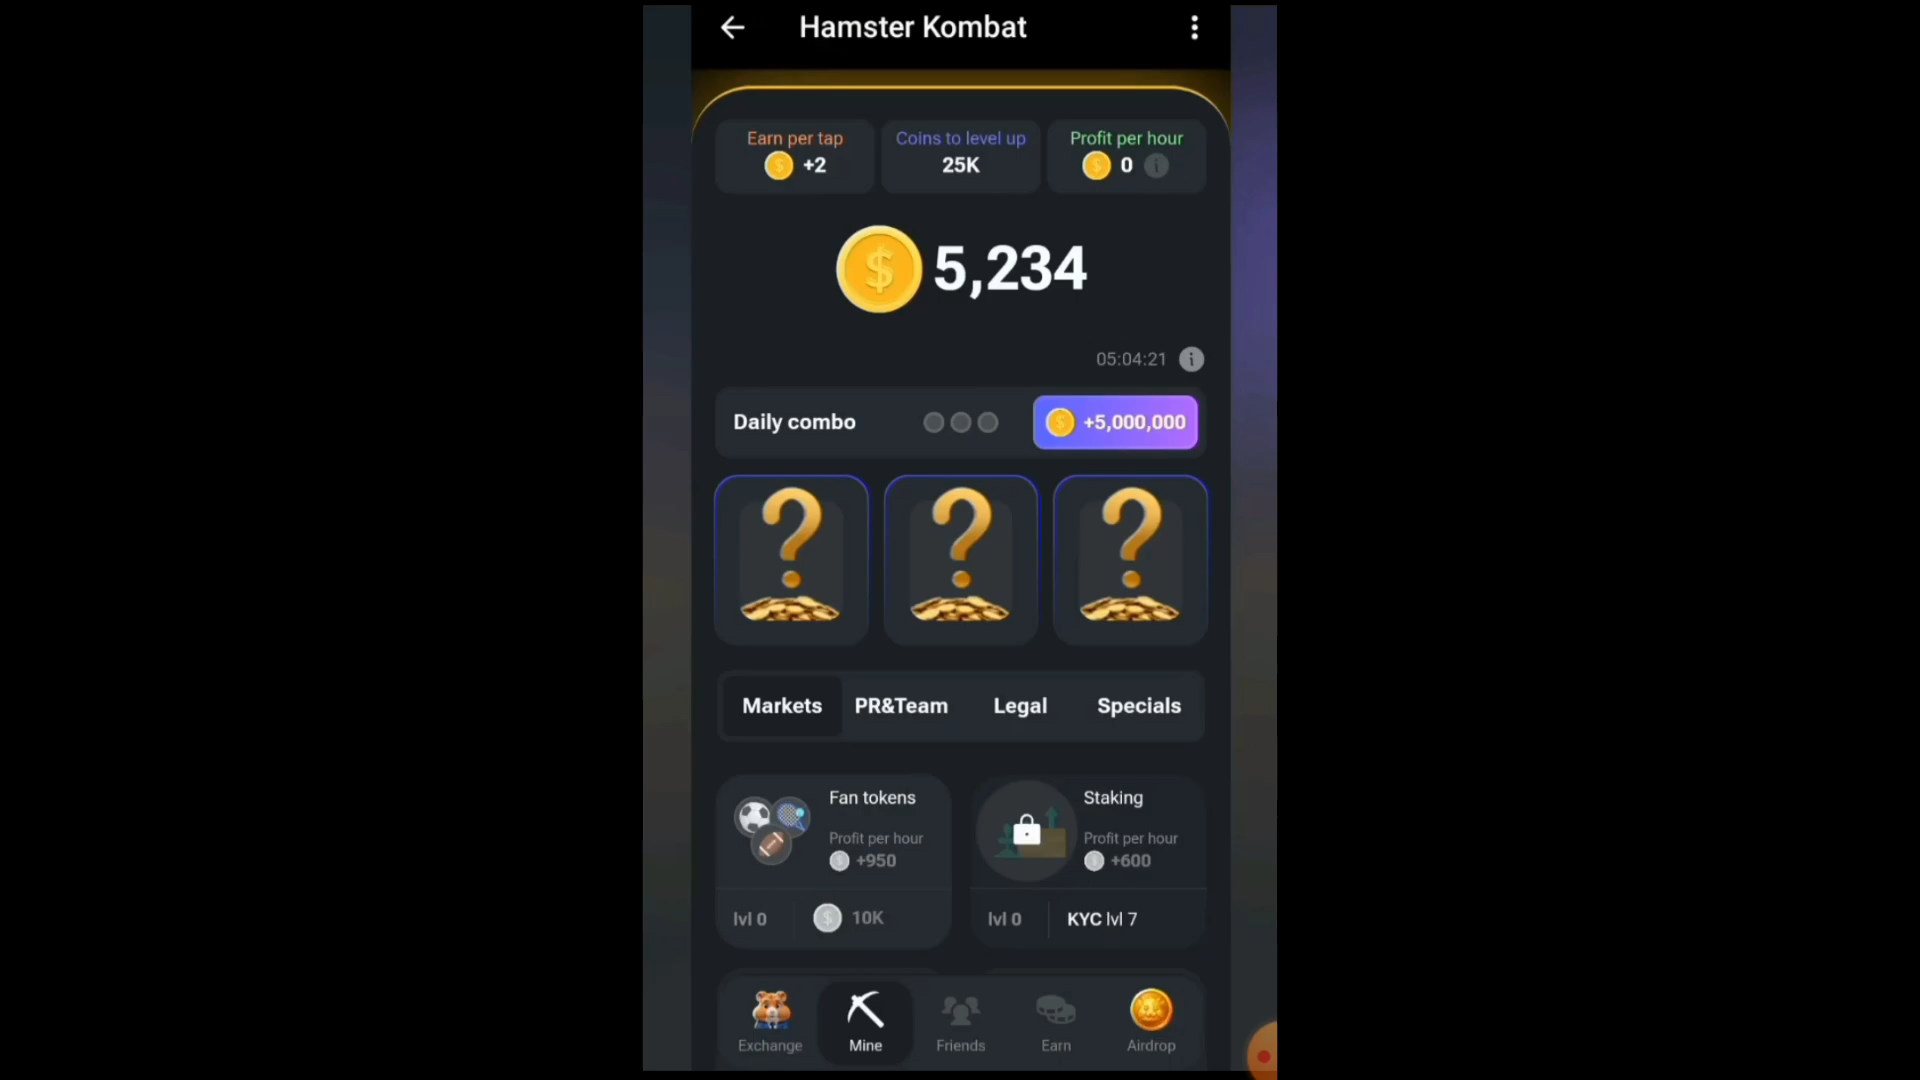 Hamster Kombat
Earn per tap
+2
Coins to level up
25K
Profit per hour
0
5,234
05:04:21
Daily combo
+5,000,000
Markets
PR&Team
Legal
Specials
Fan tokens
Profit per hour
+950
lvl 0
10K
Staking
Profit per hour
+600
lvl 0
KYC lvl 7
Exchange
Mine
Friends
Earn
Airdrop